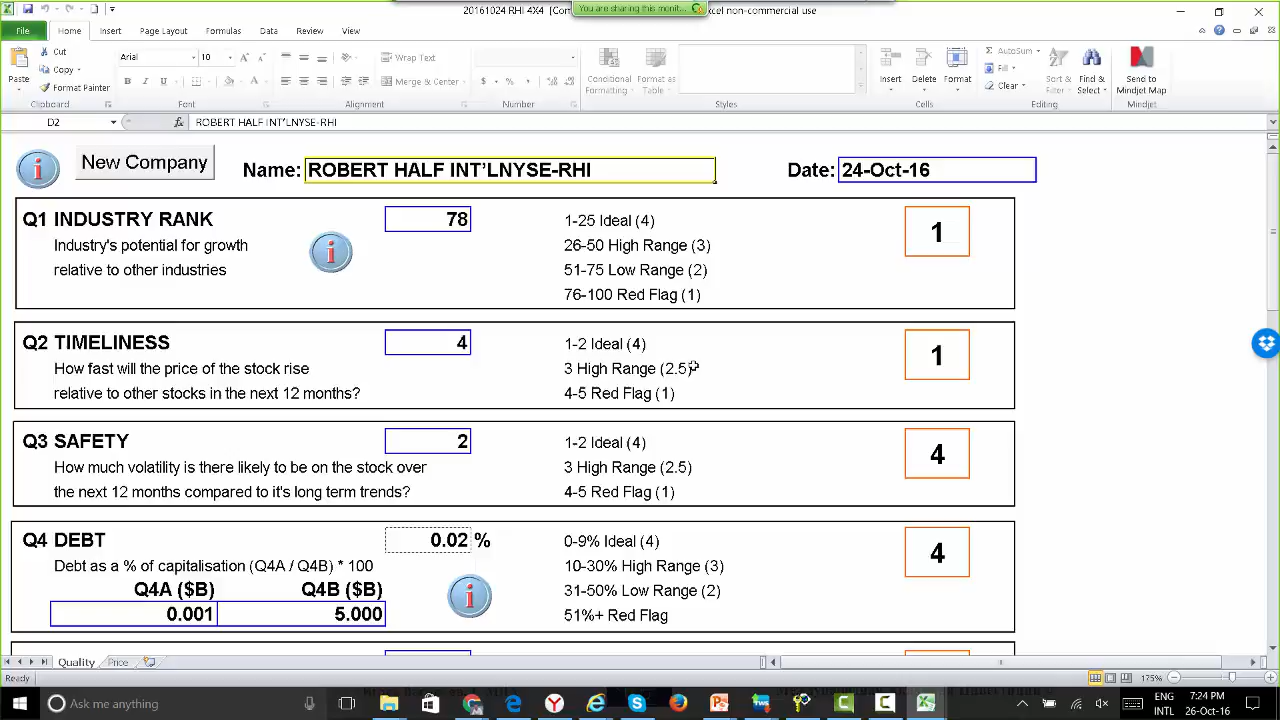 20161024 RHI 4X4 [Com
You are sharing this monit...
xcel non-commercial use
File Home Insert Page Layout Formulas Data Review View
Paste
Cut
Copy
Format Painter
Clipboard
Arial 10
Font
Wrap Text
Merge & Center
Alignment
Number
Conditional Formatting
Format as Table
Styles
Insert Delete Format
Cells
AutoSum
Fill
Clear
Sort & Filter
Find & Select
Editing
Send to Mindjet Map
Mindjet
D2 fx ROBERT HALF INT'LNYSE-RHI
New Company Name: ROBERT HALF INT'LNYSE-RHI Date: 24-Oct-16
Q1 INDUSTRY RANK 78
Industry's potential for growth
relative to other industries
1-25 Ideal (4)
26-50 High Range (3)
51-75 Low Range (2)
76-100 Red Flag (1)
1
Q2 TIMELINESS 4
How fast will the price of the stock rise
relative to other stocks in the next 12 months?
1-2 Ideal (4)
3 High Range (2.5)
4-5 Red Flag (1)
1
Q3 SAFETY 2
How much volatility is there likely to be on the stock over
the next 12 months compared to it's long term trends?
1-2 Ideal (4)
3 High Range (2.5)
4-5 Red Flag (1)
4
Q4 DEBT 0.02 %
Debt as a % of capitalisation (Q4A / Q4B) * 100
Q4A ($B) Q4B ($B)
0.001 5.000
0-9% Ideal (4)
10-30% High Range (3)
31-50% Low Range (2)
51%+ Red Flag
4
Quality Price
Ready 175%
Ask me anything
ENG 7:24 PM
INTL 26-Oct-16